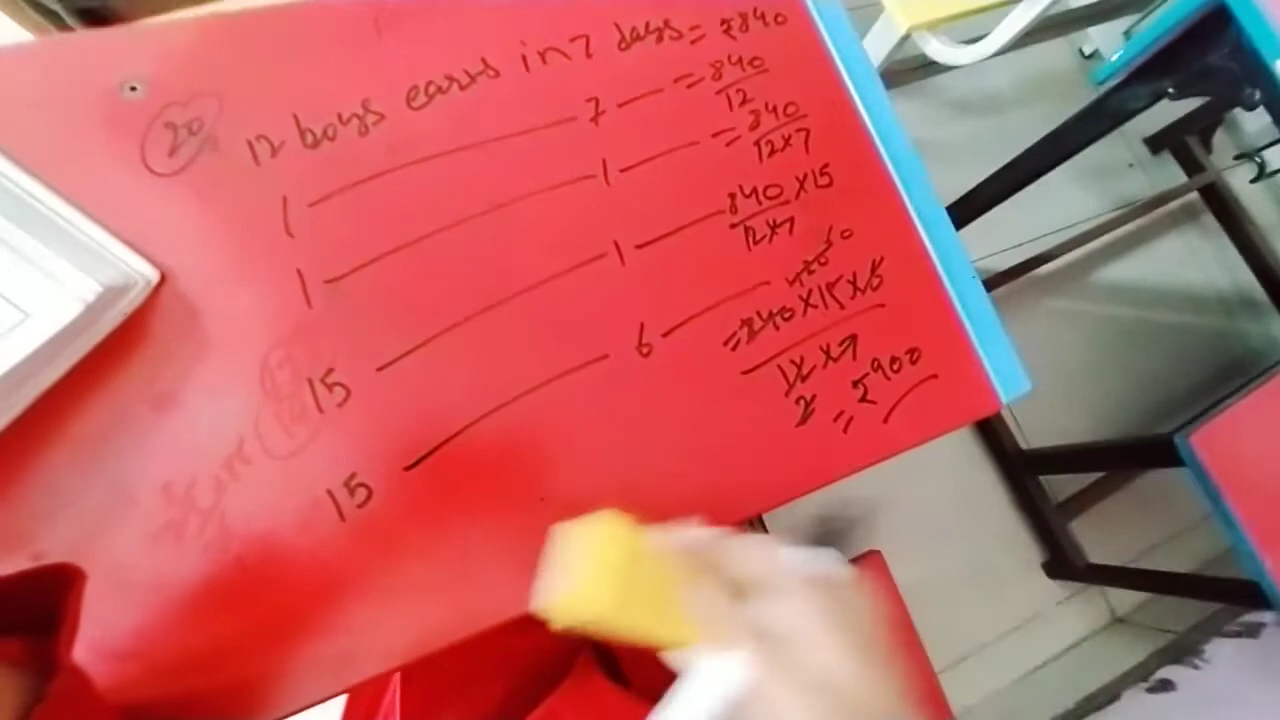 20 12 boys earns in 7 days = ₹840
1 — 7 — = 840/12
1 — 1 — = 840/12×7
15 — 1 — 840/12×7 ×15
15 — 6 — = 840×15×6/12×7
420 60
2
= ₹900